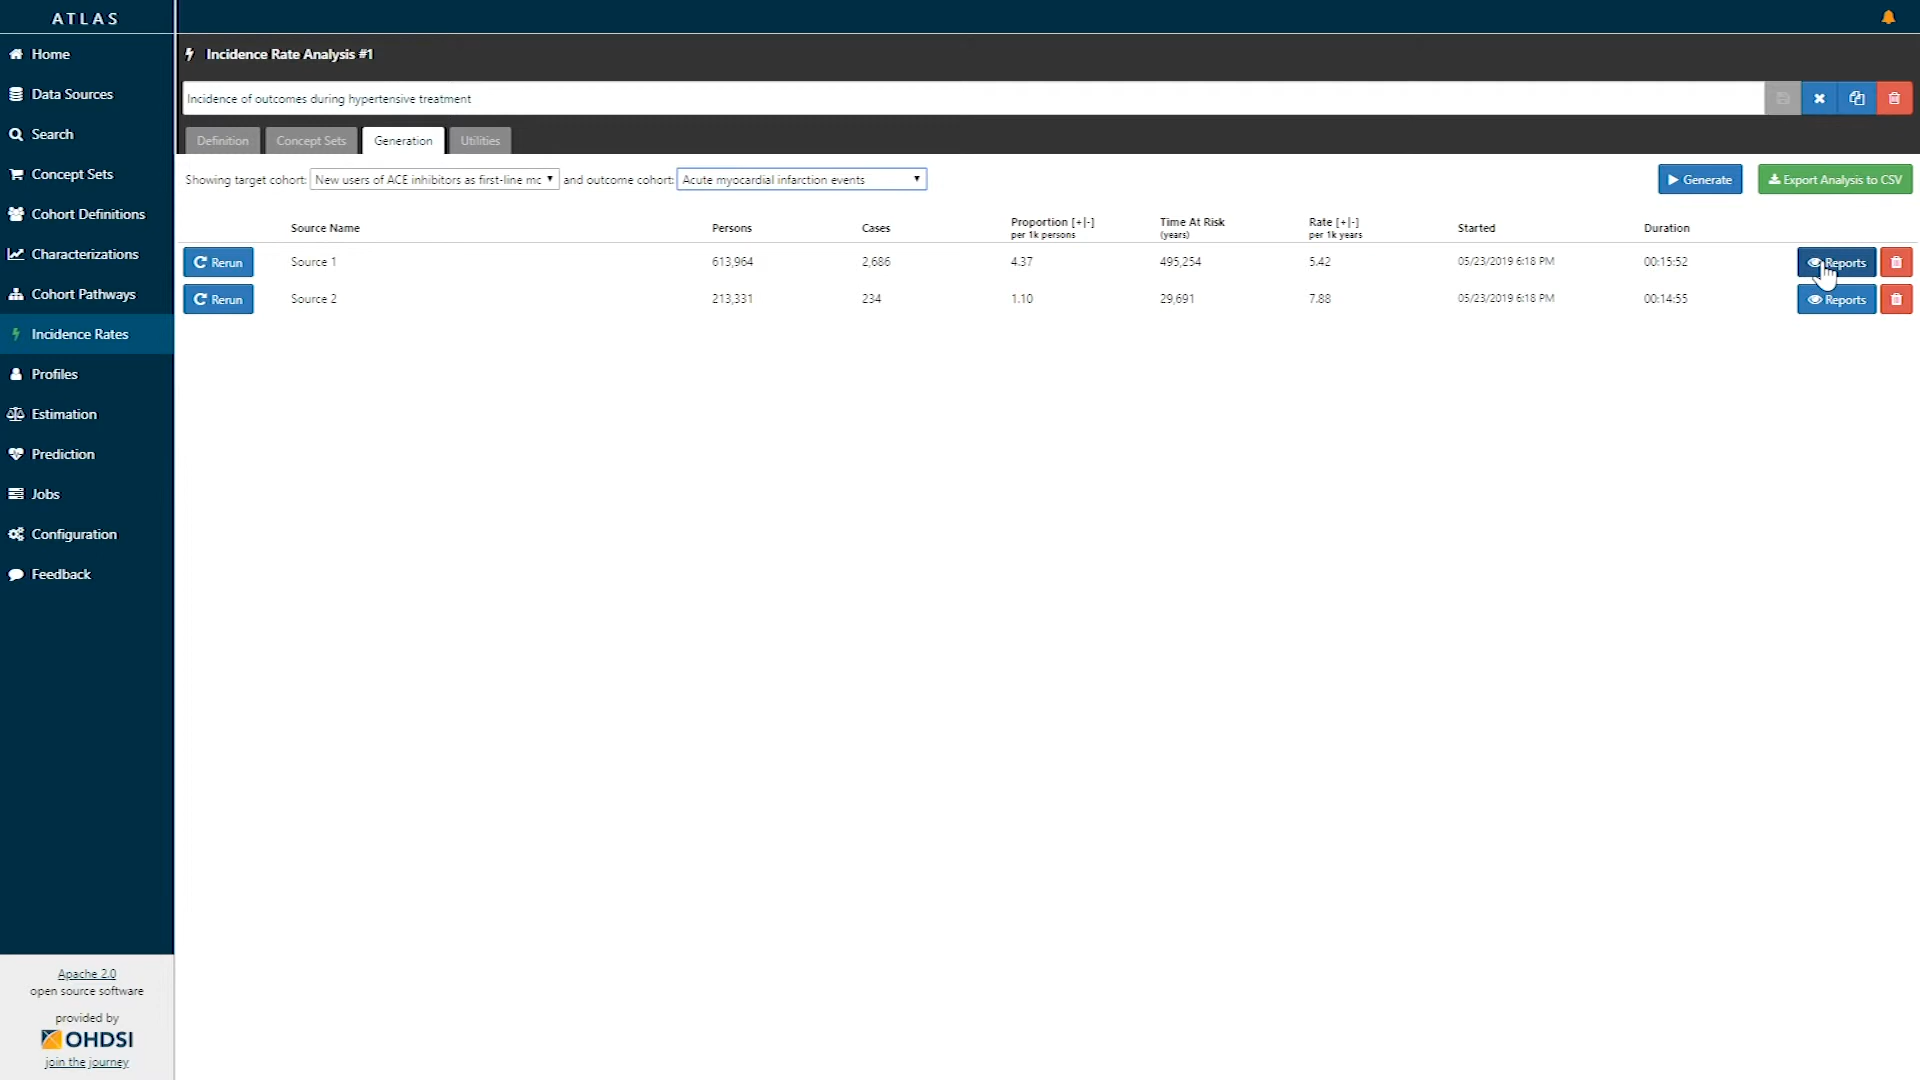 ATLAS
Home
Data Sources
Search
Concept Sets
Cohort Definitions
Characterizations
Cohort Pathways
Incidence Rates
Profiles
Estimation
Prediction
Jobs
Configuration
Feedback
Apache 2.0
open source software
provided by
OHDSI
join the journey
Incidence Rate Analysis #1
Incidence of outcomes during hypertensive treatment
Definition Concept Sets Generation Utilities
Showing target cohort: New users of ACE inhibitors as first-line mc and outcome cohort: Acute myocardial infarction events Generate Export Analysis to CSV
Source Name Persons Cases Proportion [+|-] Time At Risk Rate [+|-] Started Duration
per 1k persons (years) per 1k years
Rerun Source 1 613,964 2,686 4.37 495,254 5.42 05/23/2019 6:18 PM 00:15:52 Reports
Rerun Source 2 213,331 234 1.10 29,691 7.88 05/23/2019 6:18 PM 00:14:55 Reports